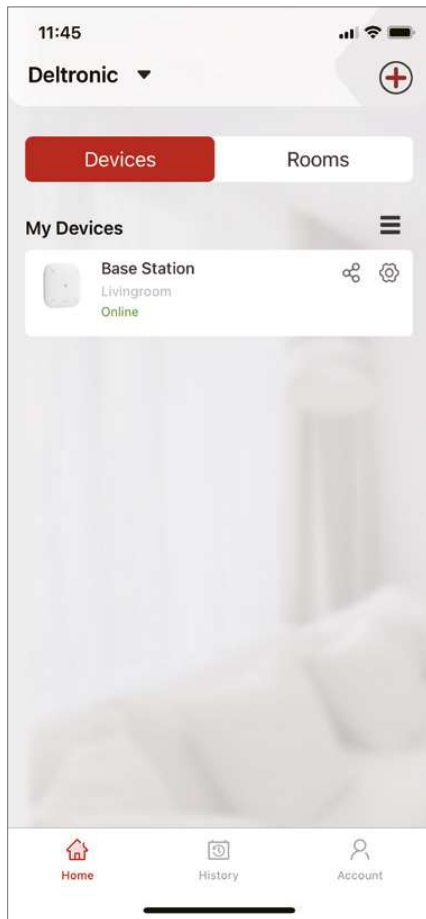 11:45
Deltronic
Devices Rooms
My Devices
Base Station
Livingroom
Online
Home History Account